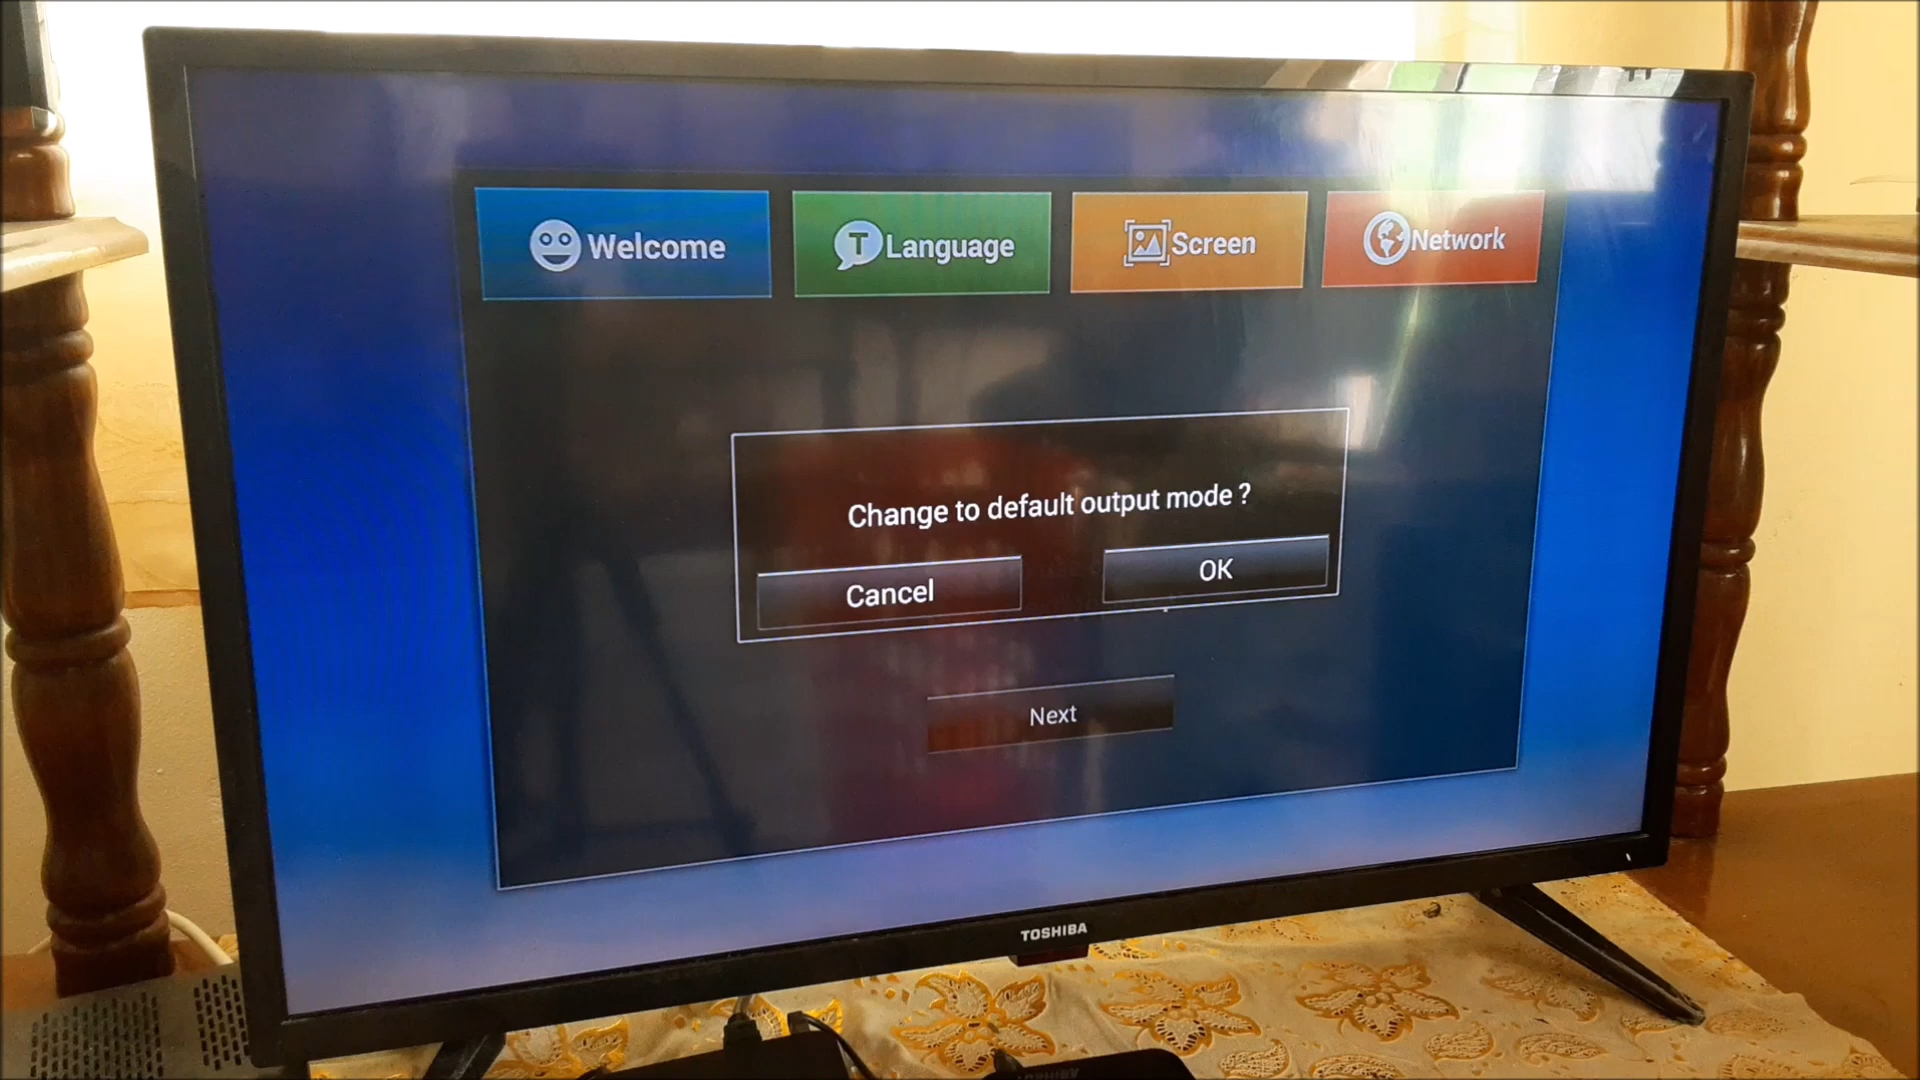 Welcome
T Language
Screen
Network
Change to default output mode ?
Cancel
OK
Next
TOSHIBA